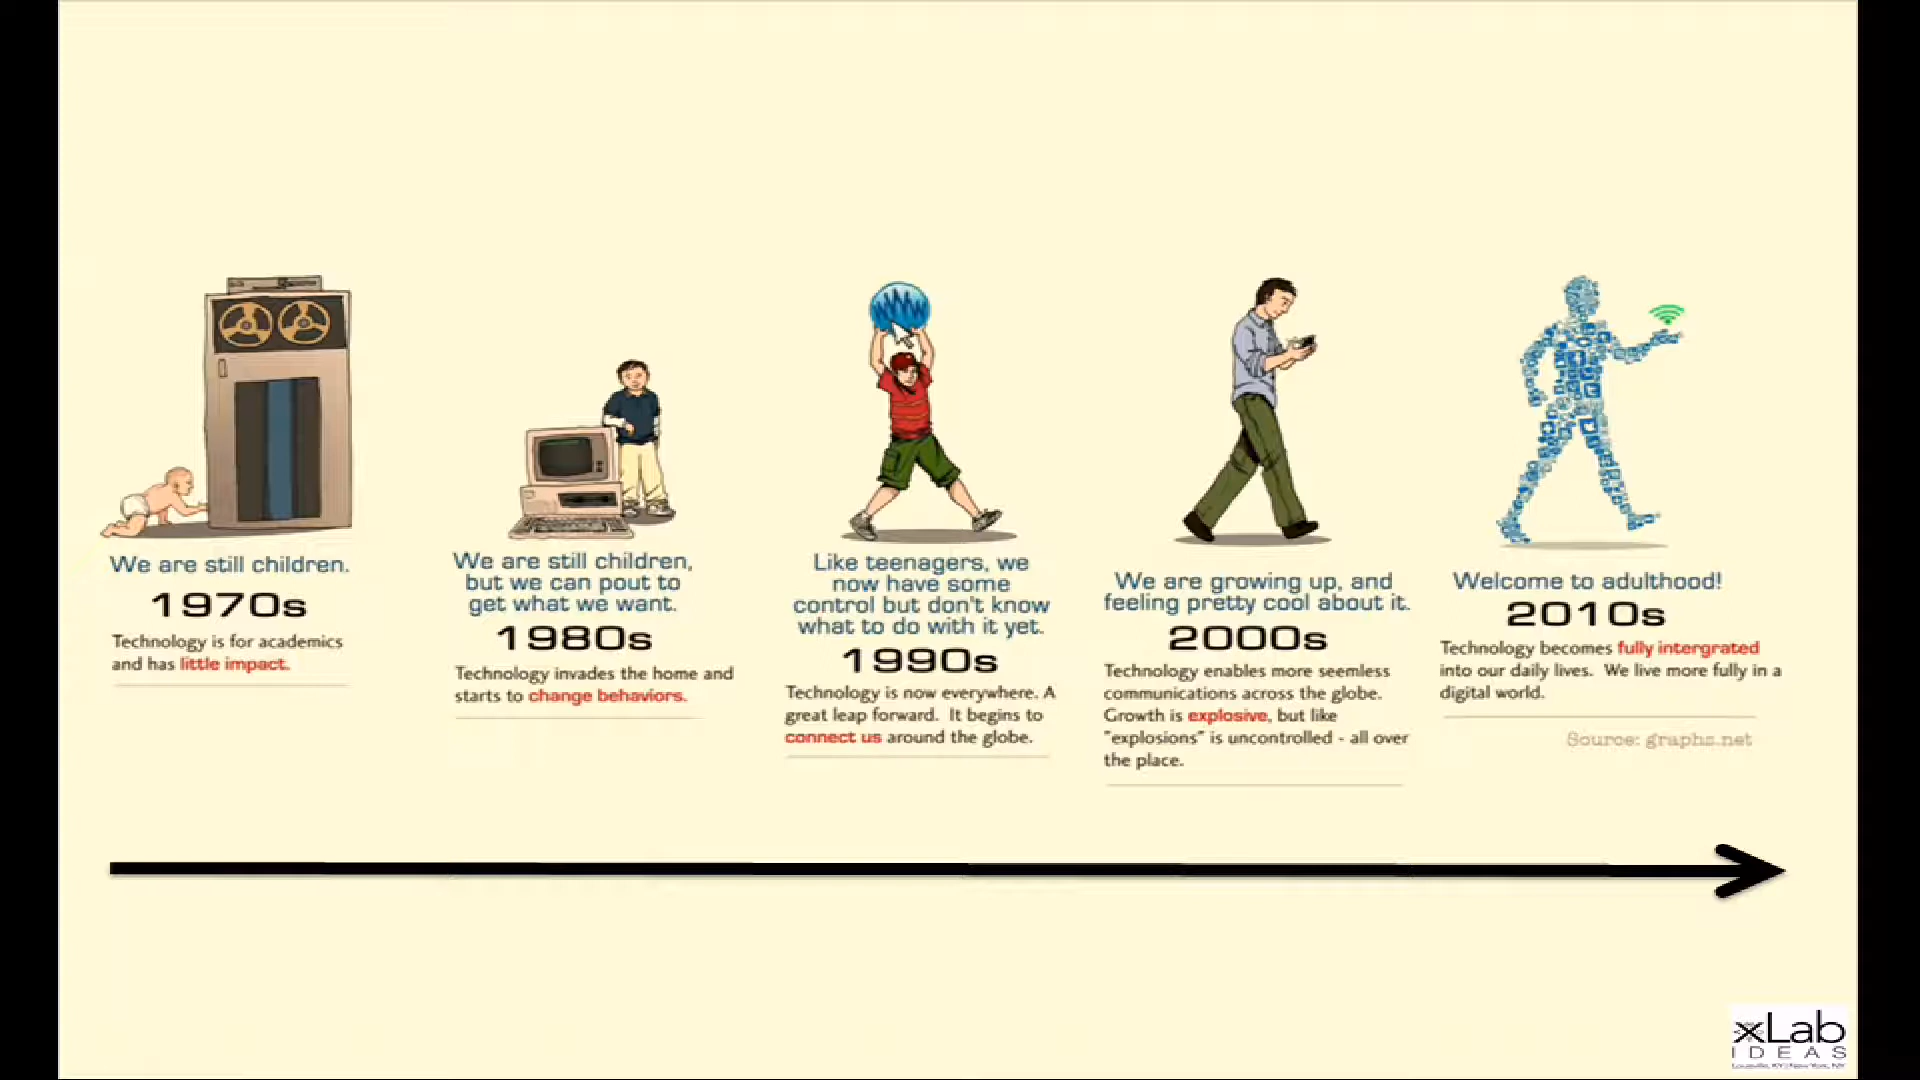 We are still children.
1970s
Technology is for academics
and has little impact.
We are still children,
but we can pout to
get what we want.
1980s
Technology invades the home and
starts to change behaviors.
Like teenagers, we
now have some
control but don't know
what to do with it yet.
1990s
Technology is now everywhere. A
great leap forward. It begins to
connect us around the globe.
We are growing up, and
feeling pretty cool about it.
2000s
Technology enables more seemless
communications across the globe.
Growth is explosive, but like
"explosions" is uncontrolled - all over
the place.
Welcome to adulthood!
2010s
Technology becomes fully intergrated
into our daily lives. We live more fully in a
digital world.
Source: graphs.net
xLab
IDEAS
Louisville, KY | New York, NY